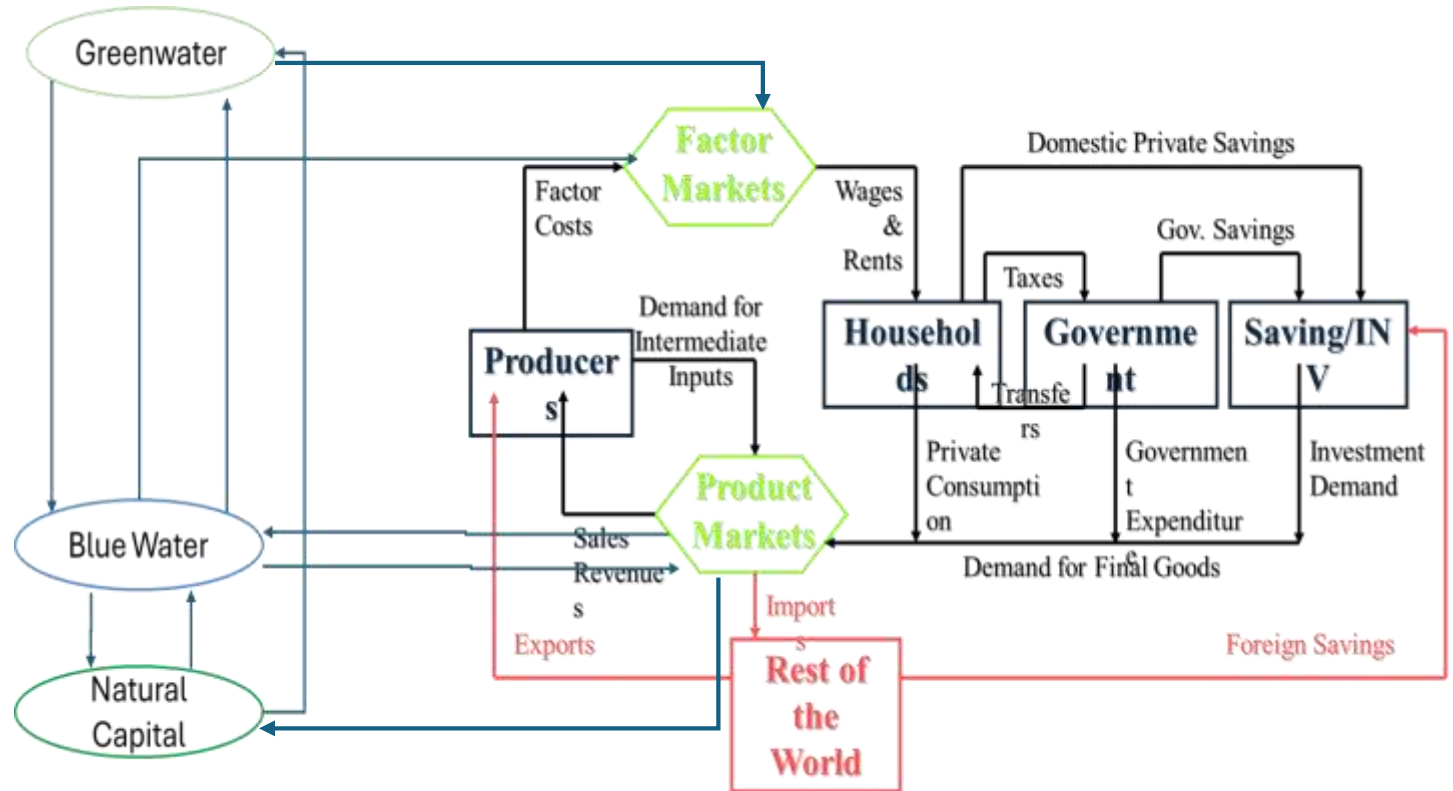 Greenwater
Factor
Markets
Domestic Private Savings
Factor
Costs
Wages
&
Rents
Gov. Savings
Taxes
Demand for
Intermediate
Inputs
Producer
s
Househol
ds
Governme
nt
Saving/IN
V
Transfe
rs
Private
Consumpti
on
Governmen
t
Expenditur
e
Investment
Demand
Product
Markets
Blue Water
Sales
Revenue
s
Demand for Final Goods
Import
s
Exports
Foreign Savings
Rest of
the
World
Natural
Capital